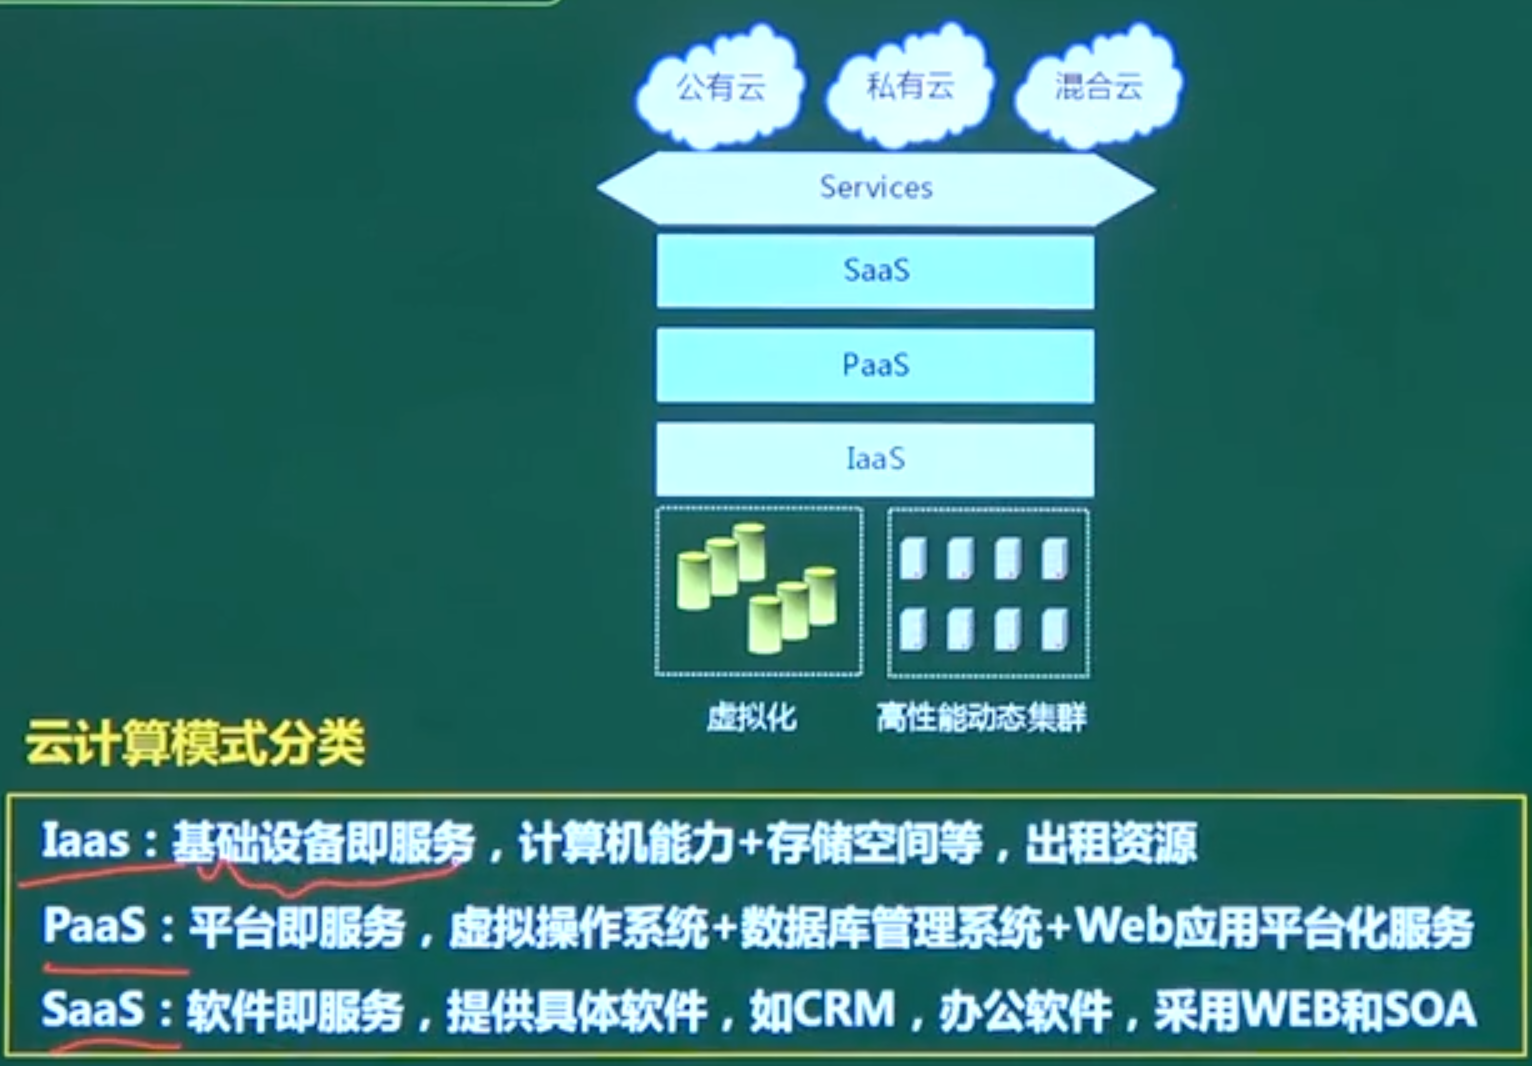 公有云
私有云
混合云
Services
SaaS
PaaS
IaaS
虚拟化
高性能动态集群
云计算模式分类
Iaas：基础设备即服务，计算机能力+存储空间等，出租资源
PaaS：平台即服务，虚拟操作系统+数据库管理系统+Web应用平台化服务
SaaS：软件即服务，提供具体软件，如CRM，办公软件，采用WEB和SOA